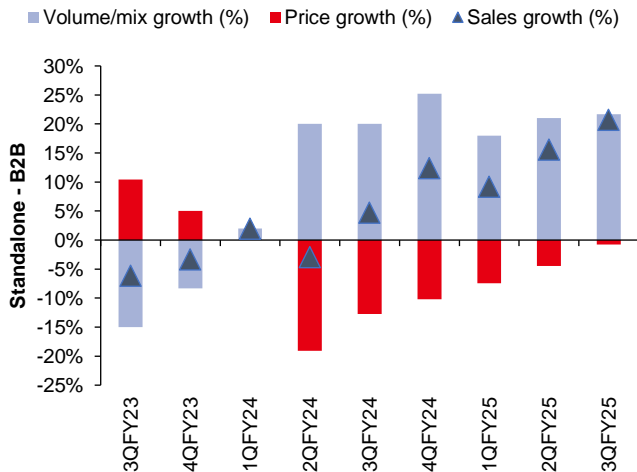 Volume/mix growth (%) Price growth (%) Sales growth (%)
Standalone - B2B
30%
25%
20%
15%
10%
5%
0%
-5%
-10%
-15%
-20%
-25%
3QFY23
4QFY23
1QFY24
2QFY24
3QFY24
4QFY24
1QFY25
2QFY25
3QFY25